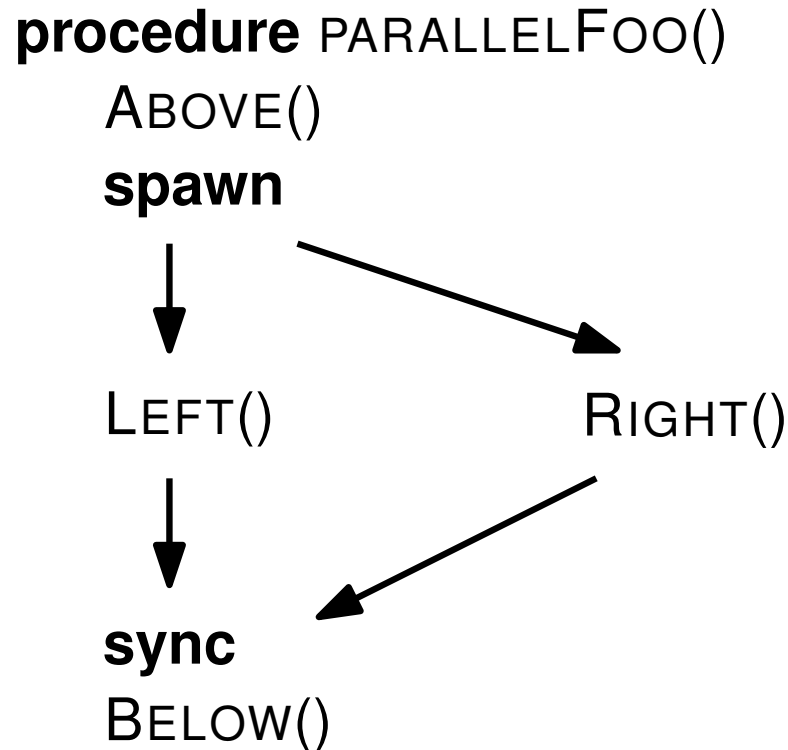 procedure PARALLELFOO()
ABOVE()
spawn
LEFT() RIGHT()
sync
BELOW()